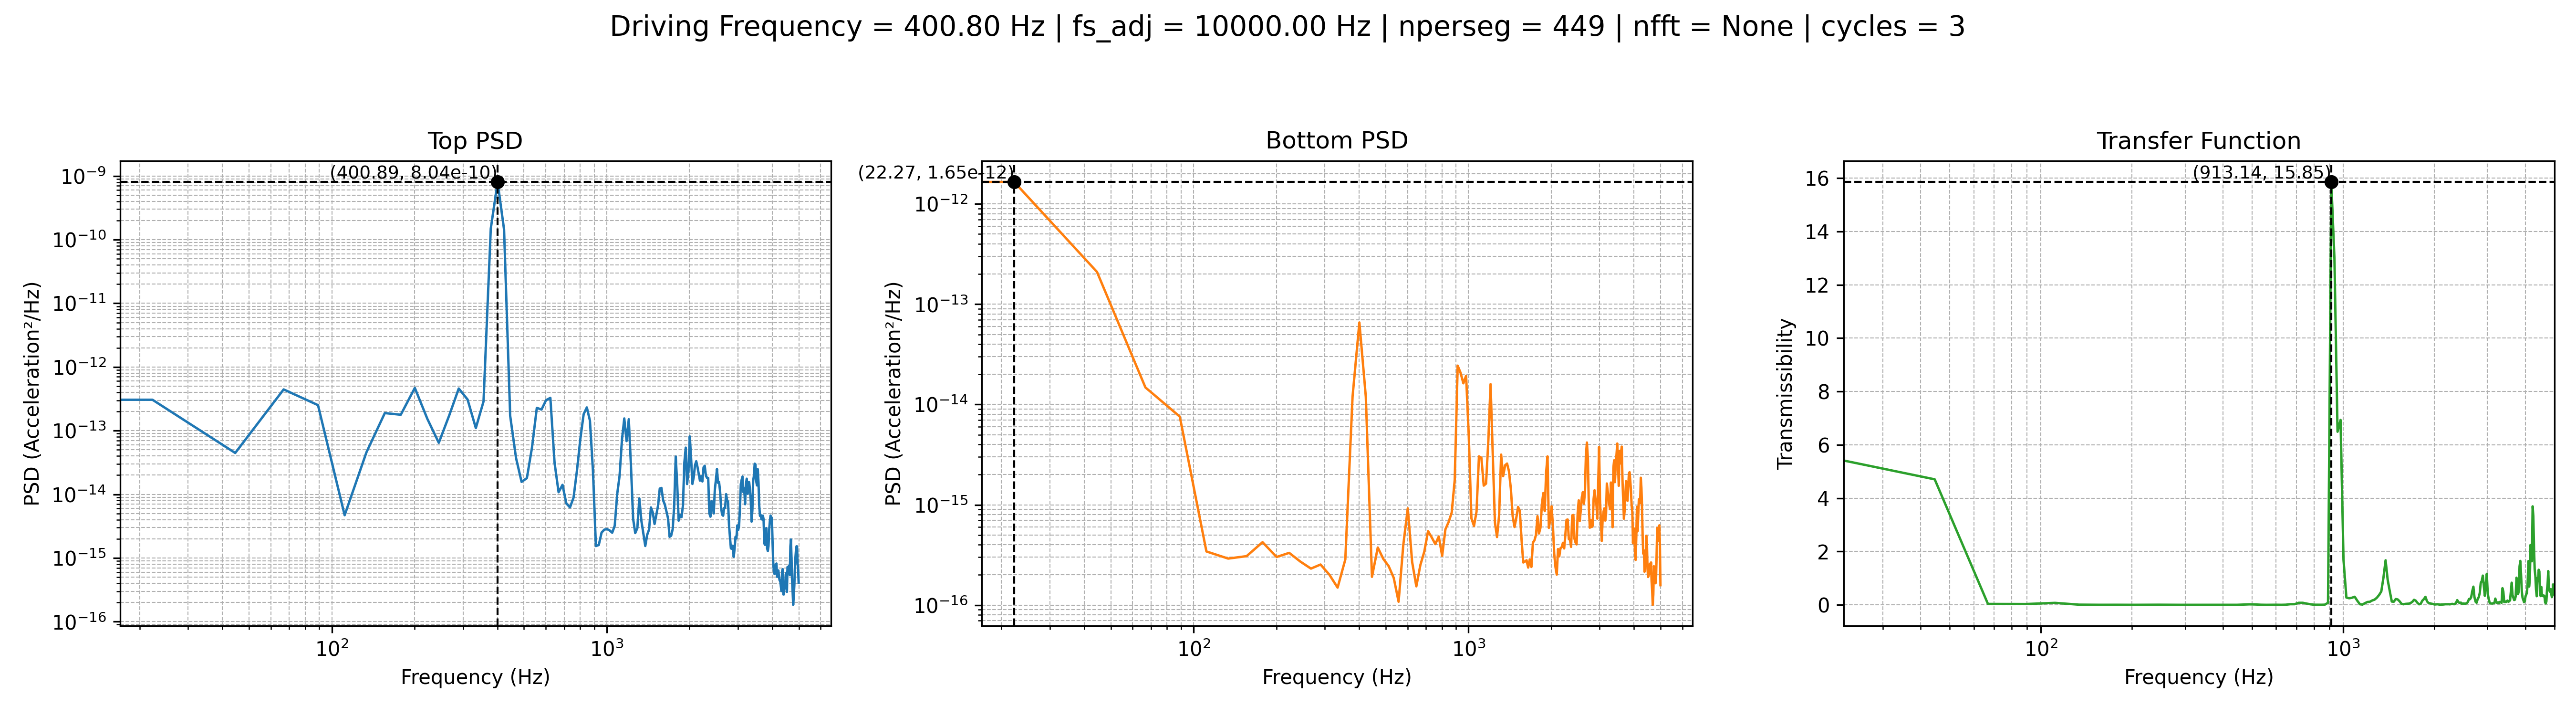 Driving Frequency = 400.80 Hz | fs_adj = 10000.00 Hz | nperseg = 449 | nfft = None | cycles = 3
Top PSD
(400.89, 8.04e-10)
10⁻⁹
10⁻¹⁰
10⁻¹¹
10⁻¹²
10⁻¹³
10⁻¹⁴
10⁻¹⁵
10⁻¹⁶
PSD (Acceleration²/Hz)
10² 10³
Frequency (Hz)
Bottom PSD
(22.27, 1.65e-12)
10⁻¹²
10⁻¹³
10⁻¹⁴
10⁻¹⁵
10⁻¹⁶
PSD (Acceleration²/Hz)
10² 10³
Frequency (Hz)
Transfer Function
(913.14, 15.85)
16
14
12
10
8
6
4
2
0
Transmissibility
10² 10³
Frequency (Hz)